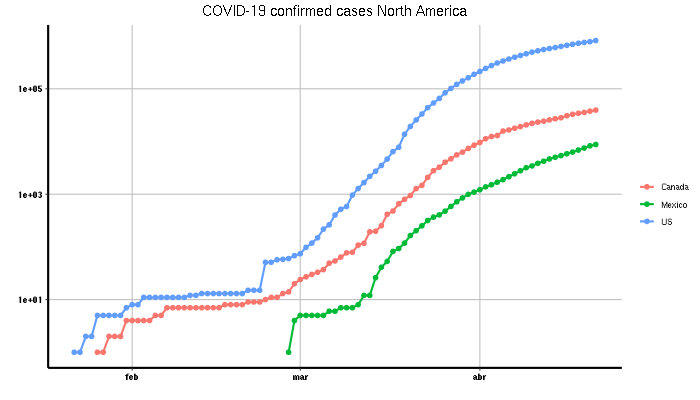 COVID-19 confirmed cases North America
1e+05
1e+03
1e+01
feb
mar
abr
Canada
Mexico
US